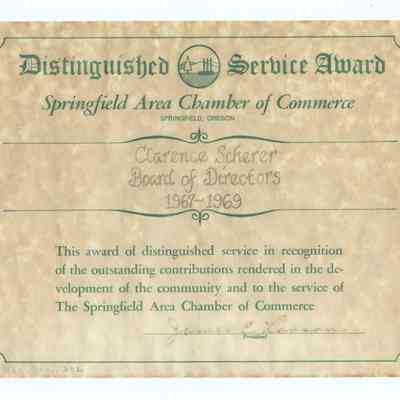 Distinguished Service Award
Springfield Area Chamber of Commerce
SPRINGFIELD, OREGON
Clarence Scherer
Board of Directors
1967-1969
This award of distinguished service in recognition
of the outstanding contributions rendered in the de-
velopment of the community and to the service of
The Springfield Area Chamber of Commerce
James